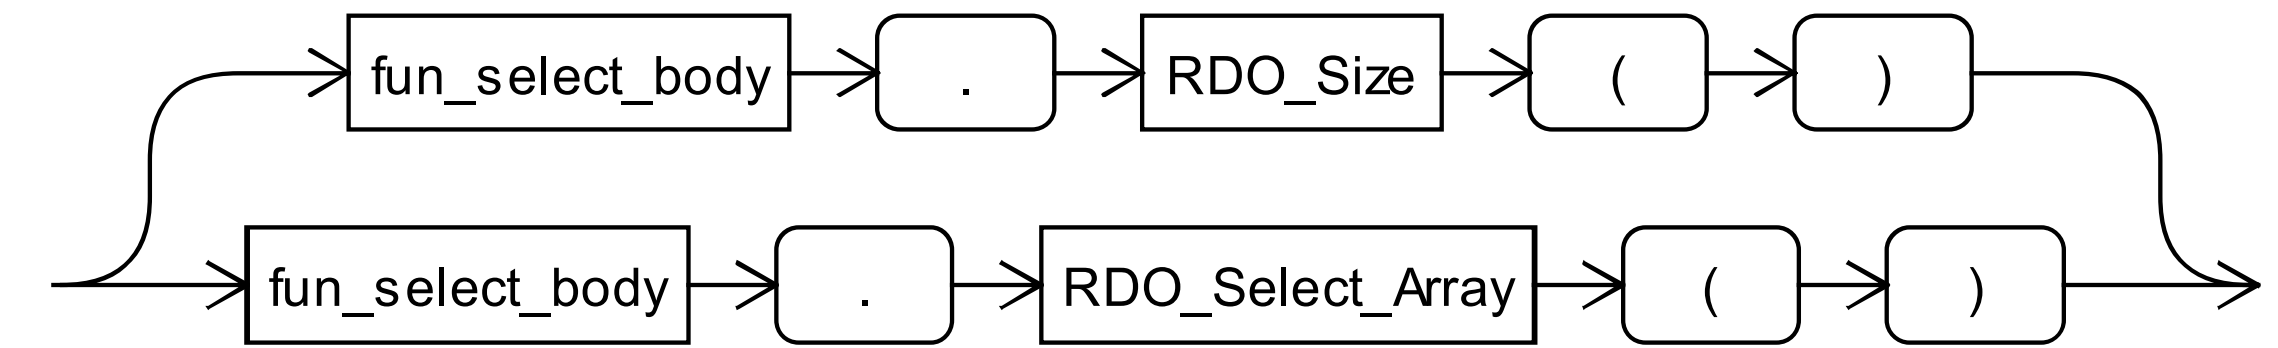 fun_select_body . RDO_Size ( )
fun_select_body . RDO_Select_Array ( )